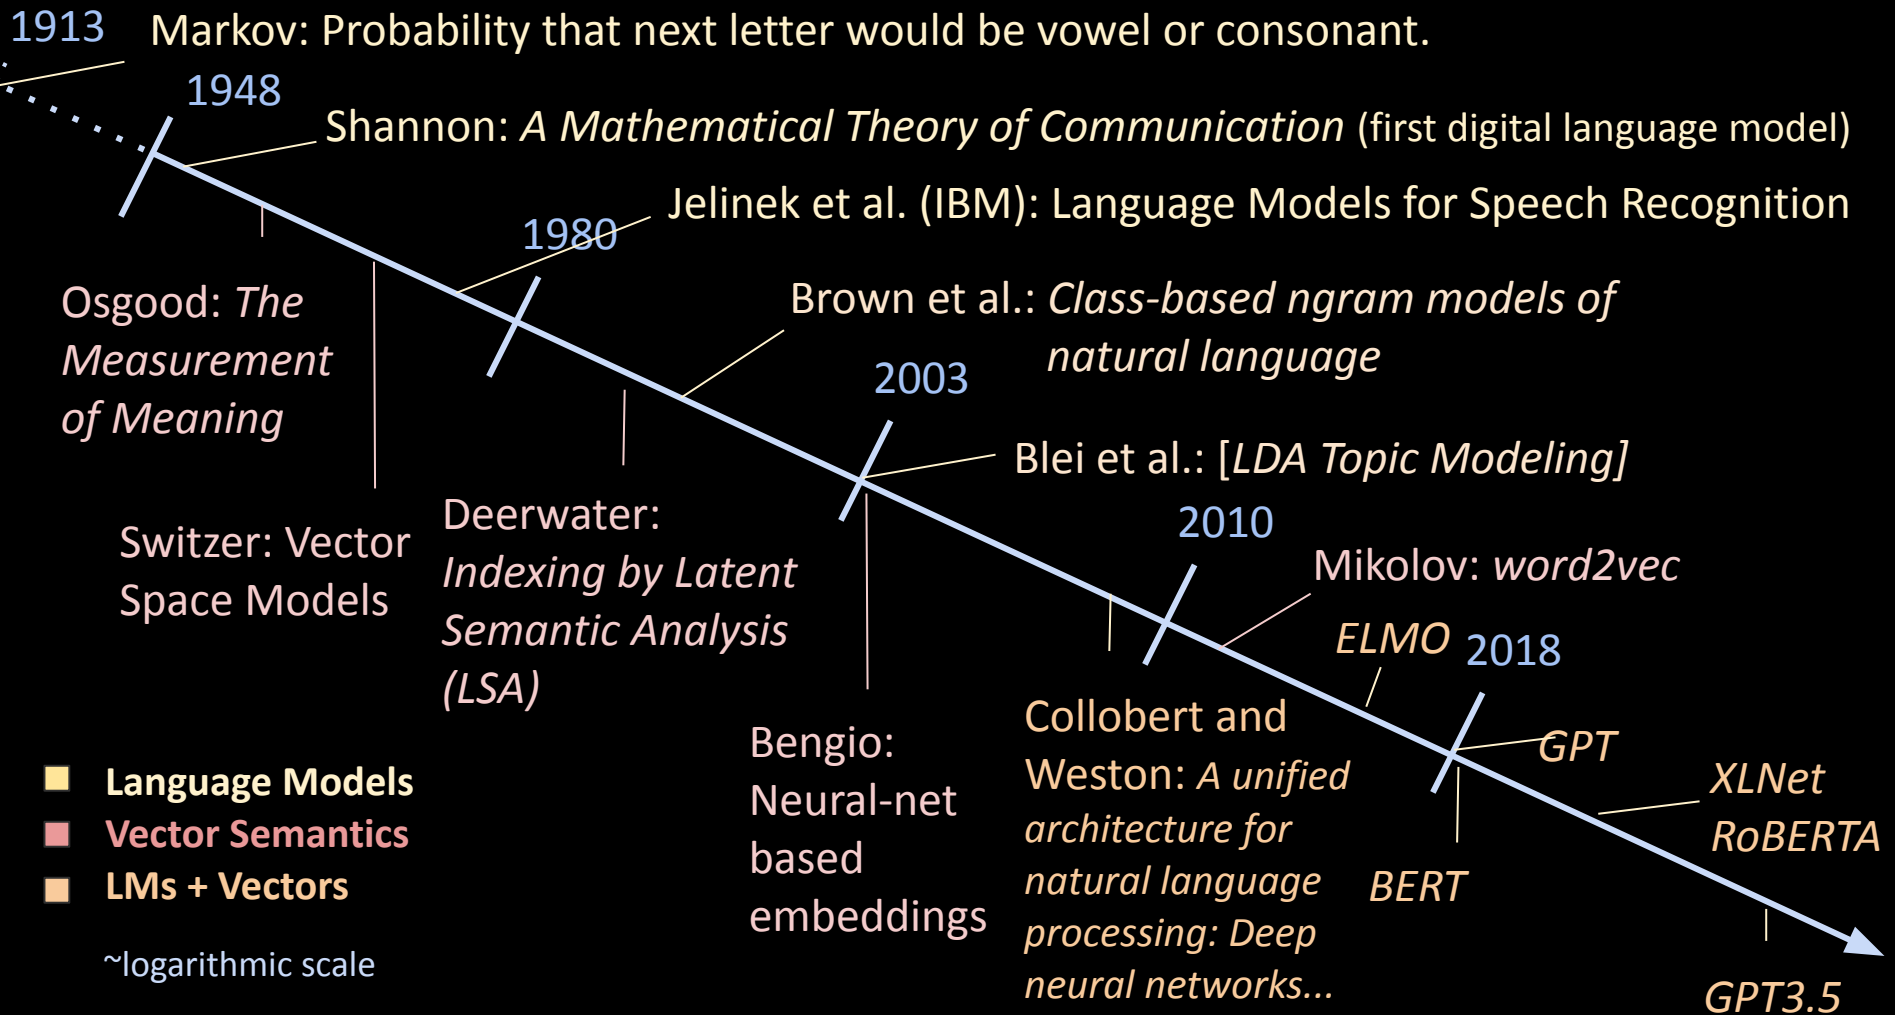 1913
Markov: Probability that next letter would be vowel or consonant.
1948
Shannon: A Mathematical Theory of Communication (first digital language model)
Jelinek et al. (IBM): Language Models for Speech Recognition
1980
Osgood: The
Measurement
of Meaning
Brown et al.: Class-based ngram models of
natural language
2003
Switzer: Vector
Space Models
Deerwater:
Indexing by Latent
Semantic Analysis
(LSA)
Blei et al.: [LDA Topic Modeling]
2010
Mikolov: word2vec
ELMO
2018
Bengio:
Neural-net
based
embeddings
Collobert and
Weston: A unified
architecture for
natural language
processing: Deep
neural networks...
GPT
BERT
XLNet
RoBERTA
GPT3.5
Language Models
Vector Semantics
LMs + Vectors
~logarithmic scale